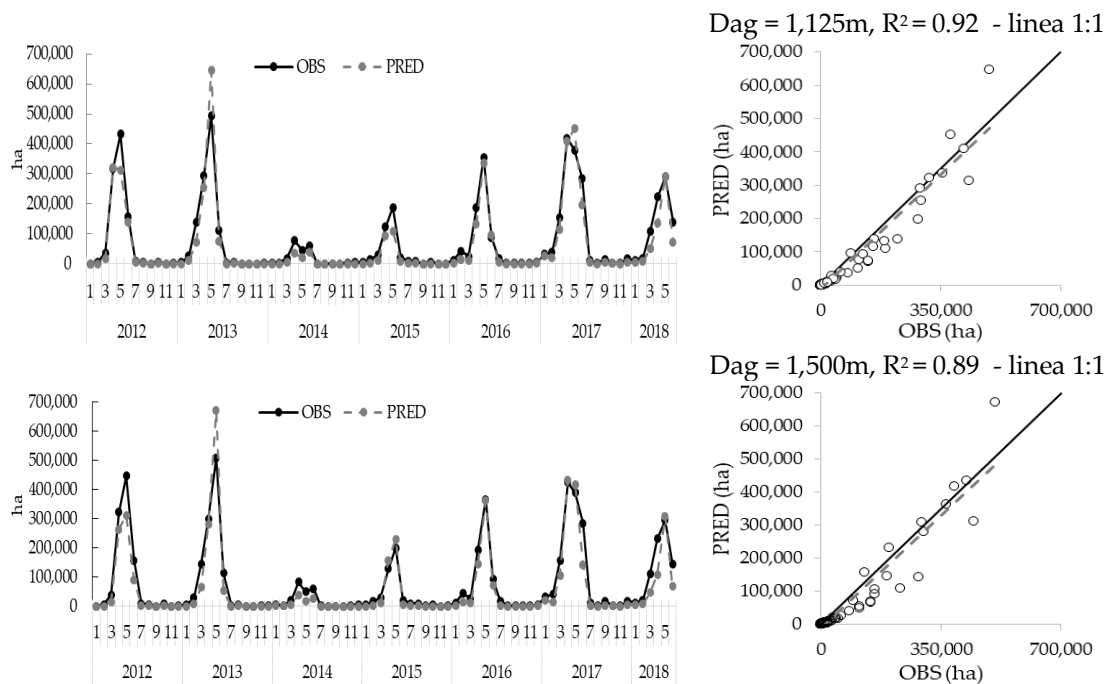 Dag = 1,125m, R² = 0.92 - linea 1:1
700,000
600,000
500,000
400,000
300,000
200,000
100,000
0
ha
OBS PRED
1 3 5 7 9 11 1 3 5 7 9 11 1 3 5 7 9 11 1 3 5 7 9 11 1 3 5 7 9 11 1 3 5 7 9 11 1 3 5
2012 2013 2014 2015 2016 2017 2018
700,000
600,000
500,000
400,000
300,000
200,000
100,000
0
PRED (ha)
0 350,000 700,000
OBS (ha)
Dag = 1,500m, R² = 0.89 - linea 1:1
700,000
600,000
500,000
400,000
300,000
200,000
100,000
0
ha
OBS PRED
1 3 5 7 9 11 1 3 5 7 9 11 1 3 5 7 9 11 1 3 5 7 9 11 1 3 5 7 9 11 1 3 5 7 9 11 1 3 5
2012 2013 2014 2015 2016 2017 2018
700,000
600,000
500,000
400,000
300,000
200,000
100,000
0
PRED (ha)
0 350,000 700,000
OBS (ha)